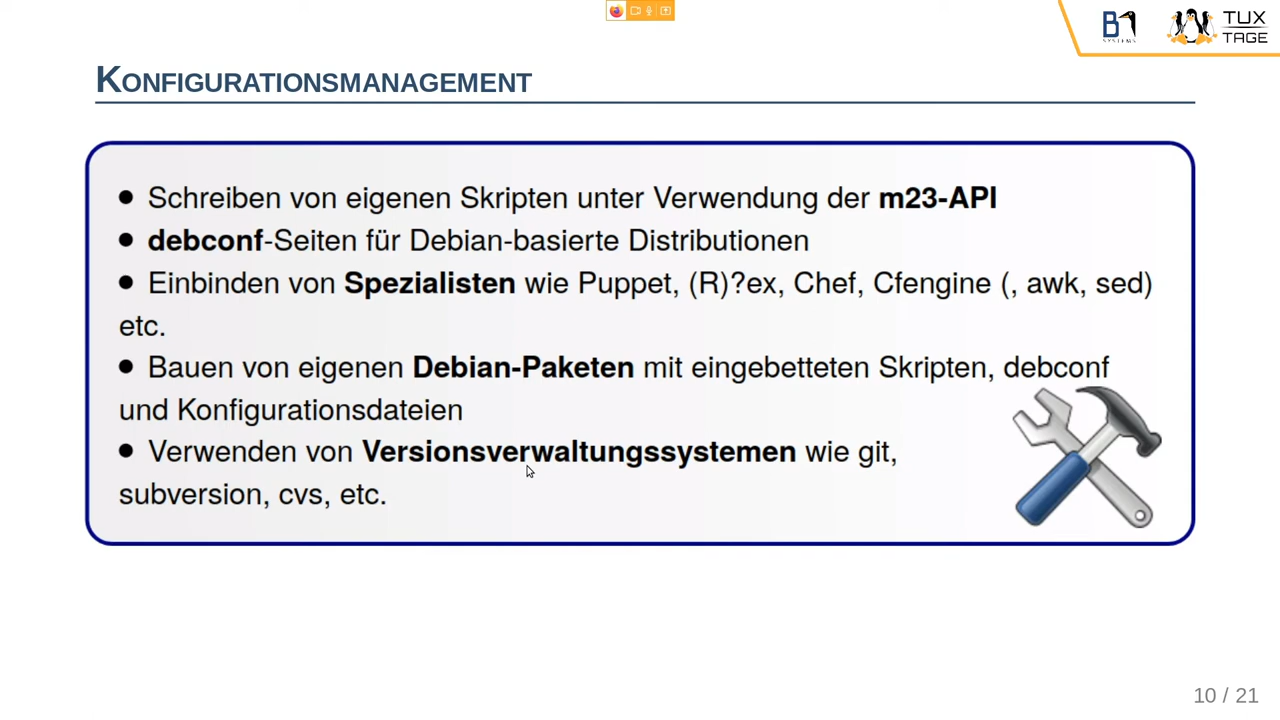 B1
SYSTEMS
TUX
TAGE
KONFIGURATIONSMANAGEMENT
● Schreiben von eigenen Skripten unter Verwendung der m23-API
● debconf-Seiten für Debian-basierte Distributionen
● Einbinden von Spezialisten wie Puppet, (R)?ex, Chef, Cfengine (, awk, sed)
etc.
● Bauen von eigenen Debian-Paketen mit eingebetteten Skripten, debconf
und Konfigurationsdateien
● Verwenden von Versionsverwaltungssystemen wie git,
subversion, cvs, etc.
10 / 21